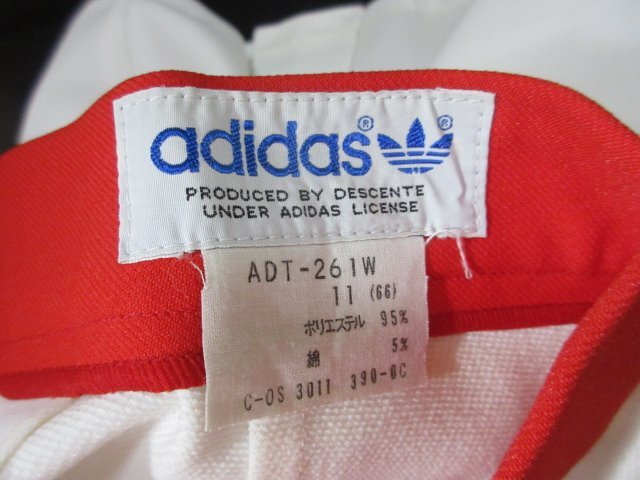 adidas® ®
PRODUCED BY DESCENTE
UNDER ADIDAS LICENSE
ADT-261W
11 (66)
ポリエステル 95%
綿 5%
C-OS 3011 390-0C